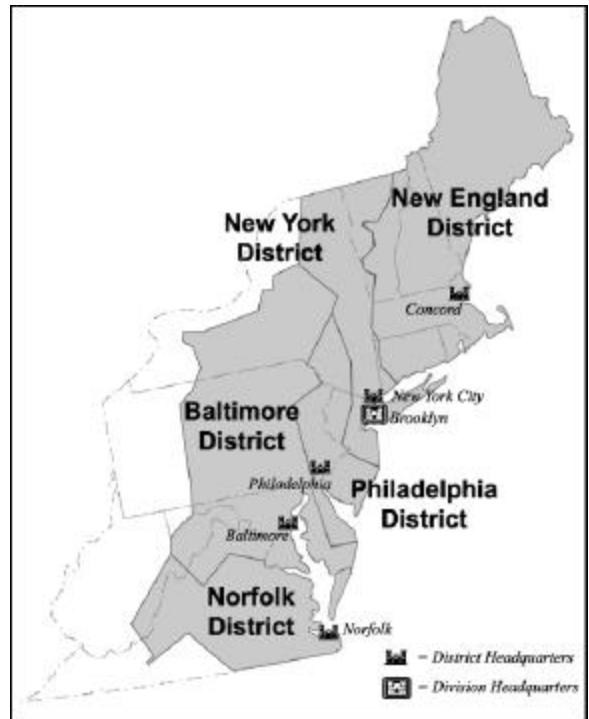 New England
District
New York
District
Concord
New York City
Brooklyn
Baltimore
District
Philadelphia
Philadelphia
District
Baltimore
Norfolk
District
Norfolk
= District Headquarters
= Division Headquarters